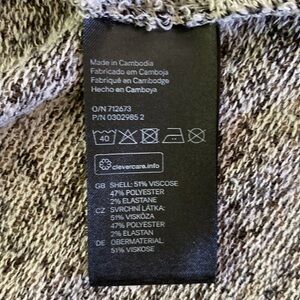 Made in Cambodia
Fabricado em Camboja
Fabriqué en Cambodge
Hecho en Camboya
O/N 712673
P/N 0302985 2
40
clevercare.info
GB SHELL: 51% VISCOSE
47% POLYESTER
2% ELASTANE
CZ SVRCHNÍ LÁTKA:
51% VISKÓZA
47% POLYESTER
2% ELASTAN
DE OBERMATERIAL:
51% VISKOSE